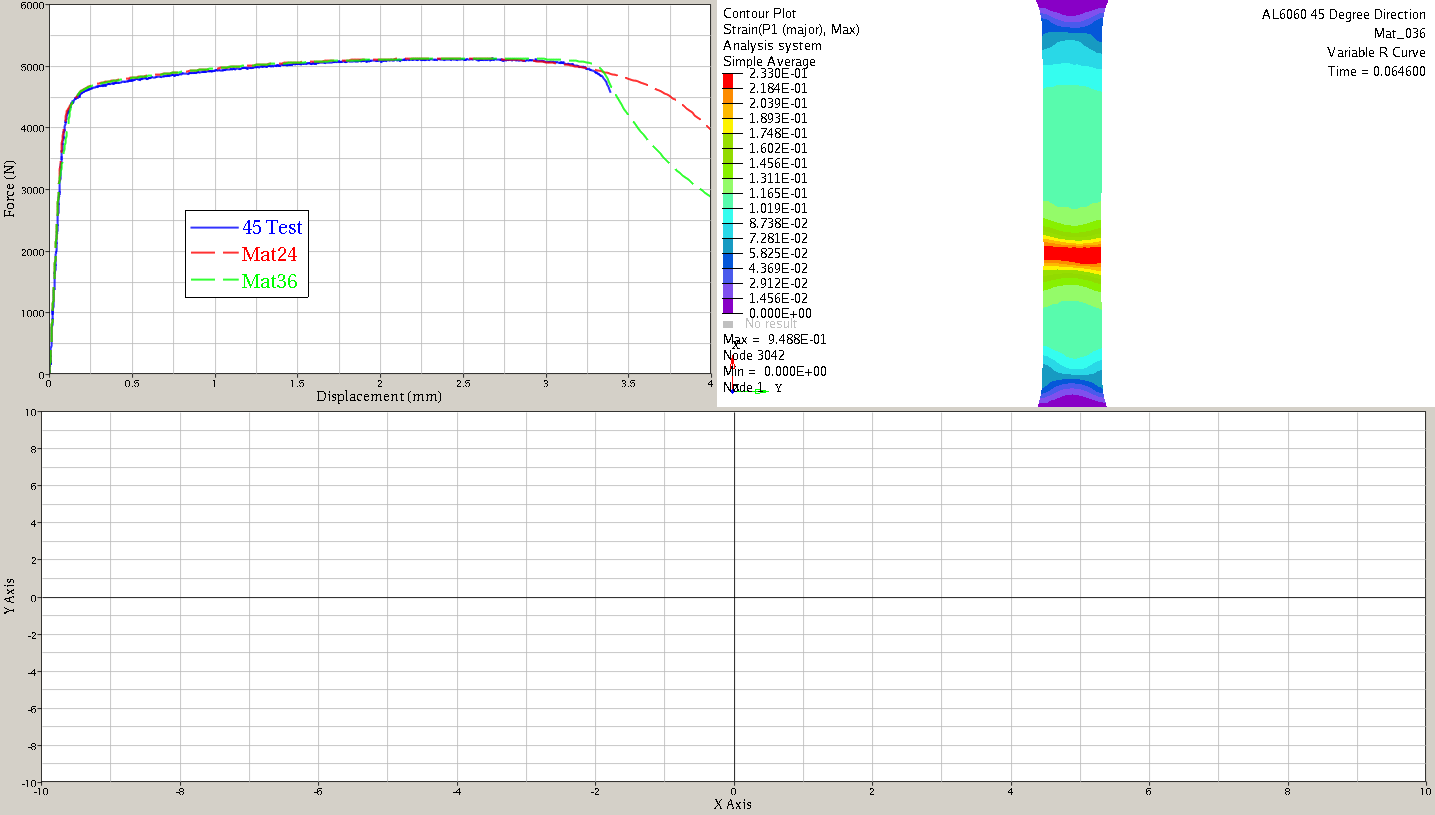 6000
5000
4000
3000
2000
1000
0
0 0.5 1 1.5 2 2.5 3 3.5 4
Force (N)
Displacement (mm)
45 Test
Mat24
Mat36
Contour Plot
Strain(P1 (major), Max)
Analysis system
Simple Average
2.330E-01
2.184E-01
2.039E-01
1.893E-01
1.748E-01
1.602E-01
1.456E-01
1.311E-01
1.165E-01
1.019E-01
8.738E-02
7.281E-02
5.825E-02
4.369E-02
2.912E-02
1.456E-02
0.000E+00
No result
Max = 9.488E-01
X
Node 3042
Min = 0.000E+00
Node 1
Z
Y
AL6060 45 Degree Direction
Mat_036
Variable R Curve
Time = 0.064600
10
8
6
4
2
0
-2
-4
-6
-8
-10
-10 -8 -6 -4 -2 0 2 4 6 8 10
Y Axis
X Axis